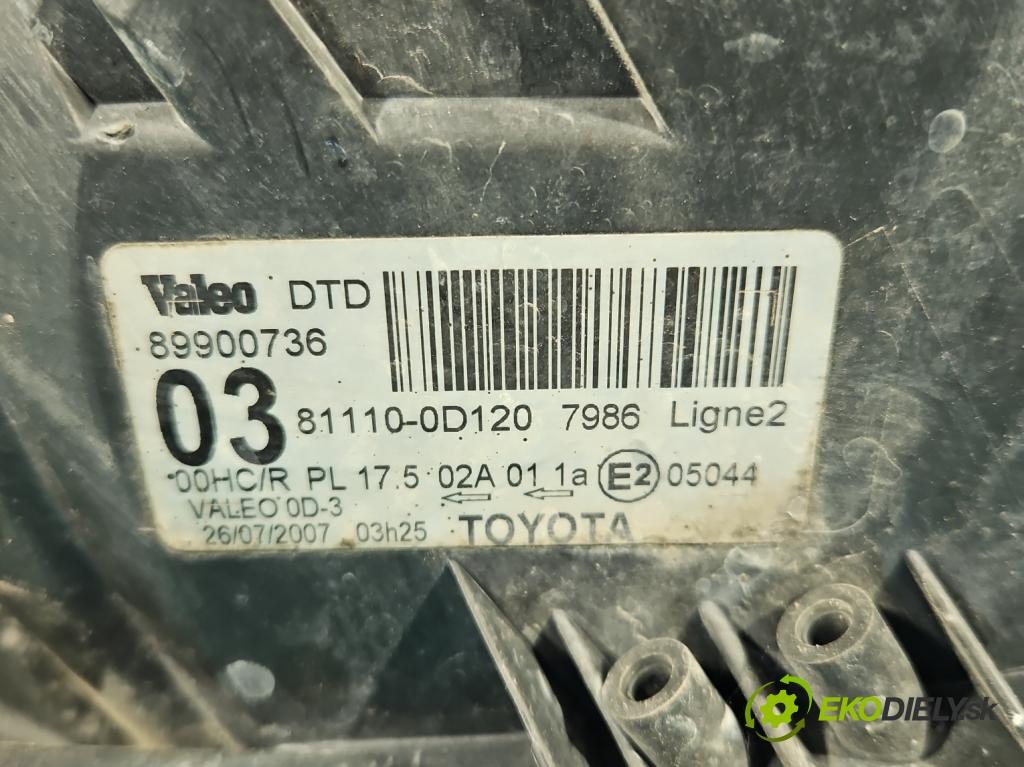 Valeo DTD
89900736
03 81110-0D120 7986 Ligne2
00HC/R PL 17.5 02A 01 1a E2 05044
VALEO 0D-3
26/07/2007 03h25 TOYOTA
EKODIELY.sk